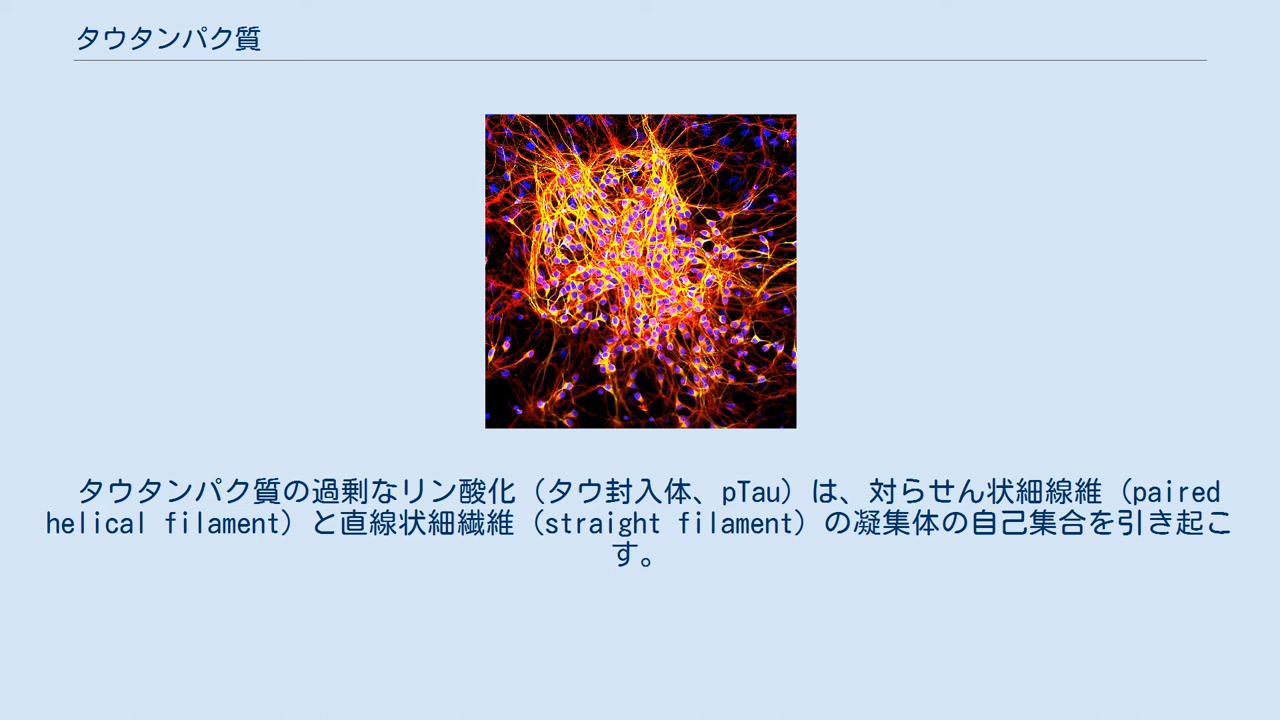 タウタンパク質
タウタンパク質の過剰なリン酸化（タウ封入体、pTau）は、対らせん状細線維（paired
helical filament）と直線状細繊維（straight filament）の凝集体の自己集合を引き起こ
す。